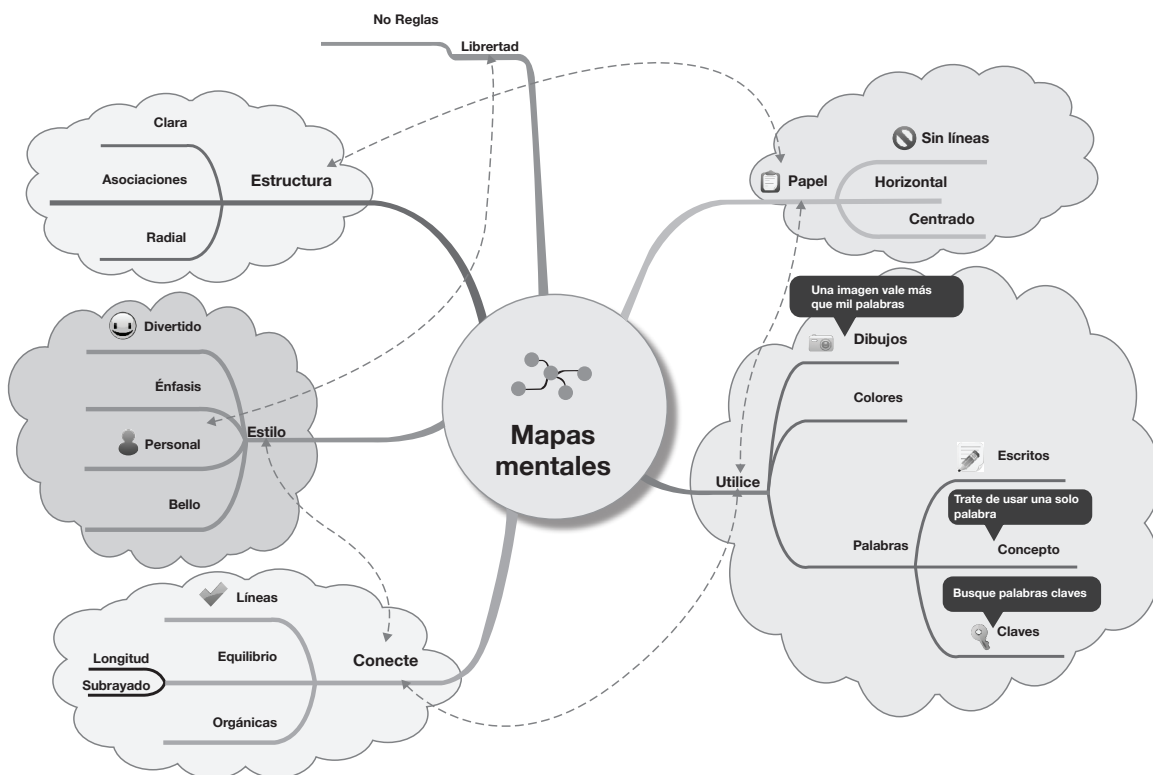 No Reglas
Librertad
Clara
Asociaciones
Estructura
Radial
Divertido
Énfasis
Estilo
Personal
Bello
Líneas
Longitud
Equilibrio
Conecte
Subrayado
Orgánicas
Mapas
mentales
Sin líneas
Papel
Horizontal
Centrado
Una imagen vale más
que mil palabras
Dibujos
Colores
Utilice
Escritos
Trate de usar una solo
palabra
Palabras
Concepto
Busque palabras claves
Claves